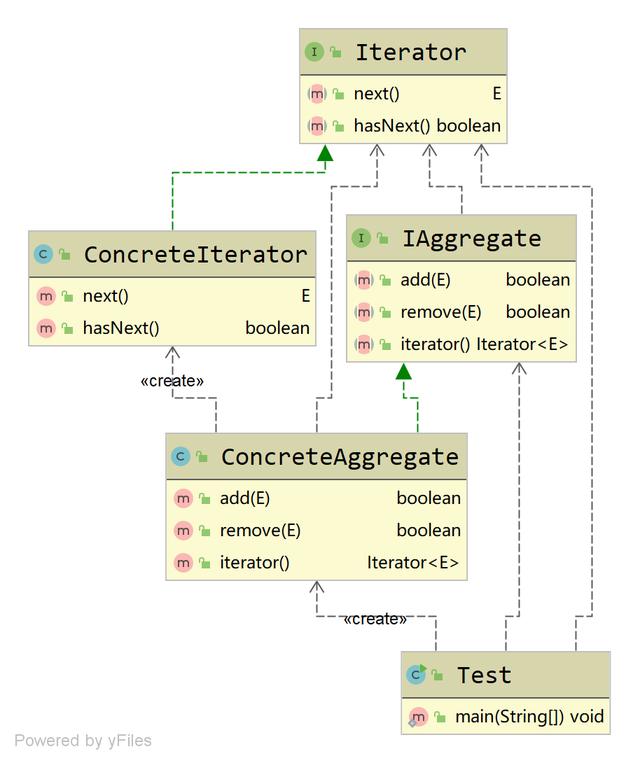 I Iterator
m next() E
m hasNext() boolean
C ConcreteIterator
m next() E
m hasNext() boolean
I IAggregate
m add(E) boolean
m remove(E) boolean
m iterator() Iterator<E>
«create»
C ConcreteAggregate
m add(E) boolean
m remove(E) boolean
m iterator() Iterator<E>
«create»
C Test
m main(String[]) void
Powered by yFiles